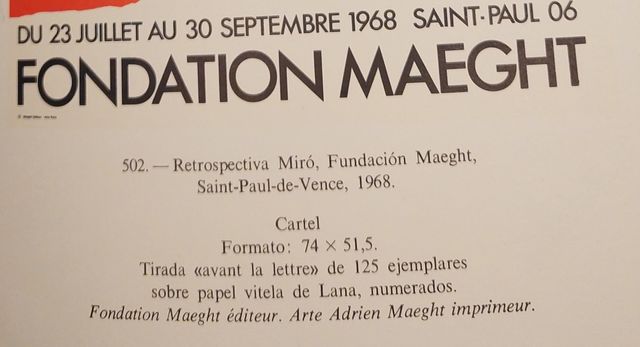 DU 23 JUILLET AU 30 SEPTEMBRE 1968 SAINT-PAUL 06
FONDATION MAEGHT
502. — Retrospectiva Miró, Fundación Maeght,
Saint-Paul-de-Vence, 1968.
Cartel
Formato: 74 × 51,5.
Tirada «avant la lettre» de 125 ejemplares
sobre papel vitela de Lana, numerados.
Fondation Maeght éditeur. Arte Adrien Maeght imprimeur.